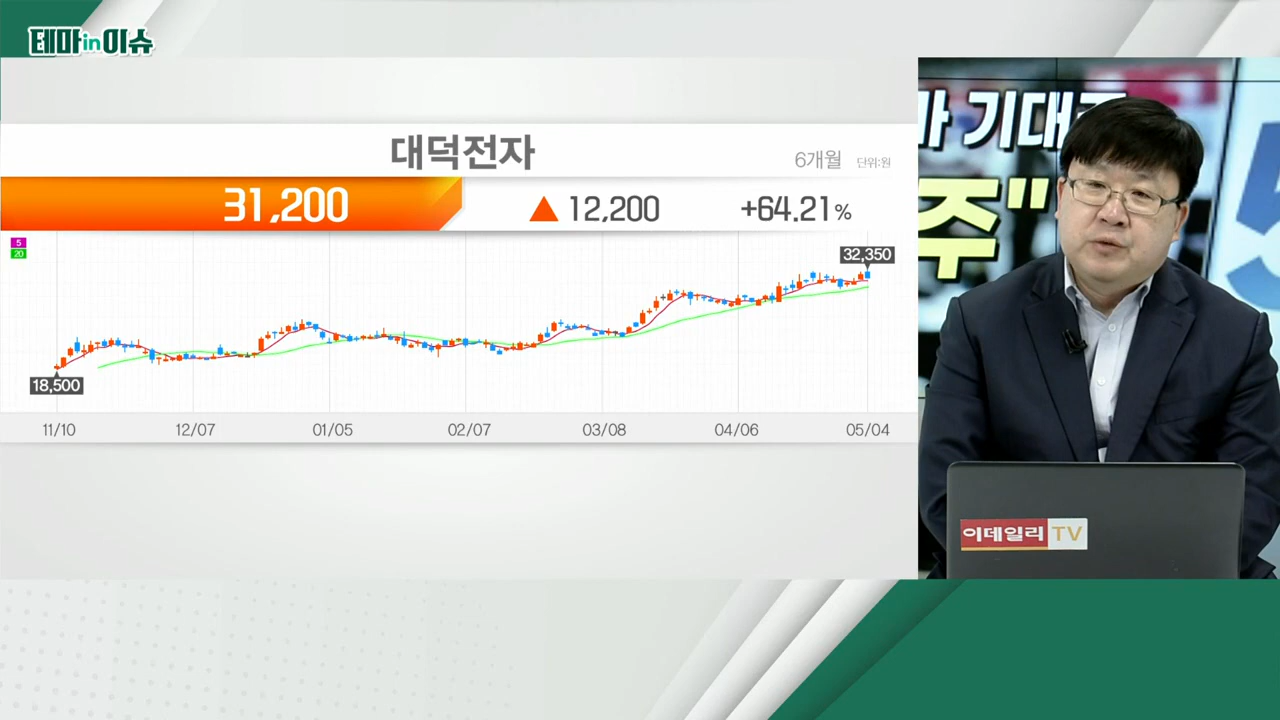 테마in이슈
대덕전자
6개월 단위:원
31,200 ▲ 12,200 +64.21%
5
20
32,350
18,500
11/10 12/07 01/05 02/07 03/08 04/06 05/04
기대
주"
5
이데일리TV